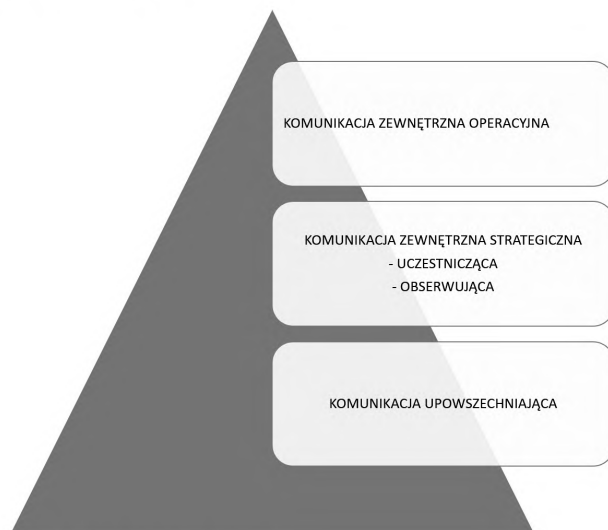 KOMUNIKACJA ZEWNĘTRZNA OPERACYJNA
KOMUNIKACJA ZEWNĘTRZNA STRATEGICZNA
- UCZESTNICZĄCA
- OBSERWUJĄCA
KOMUNIKACJA UPOWSZECHNIAJĄCA